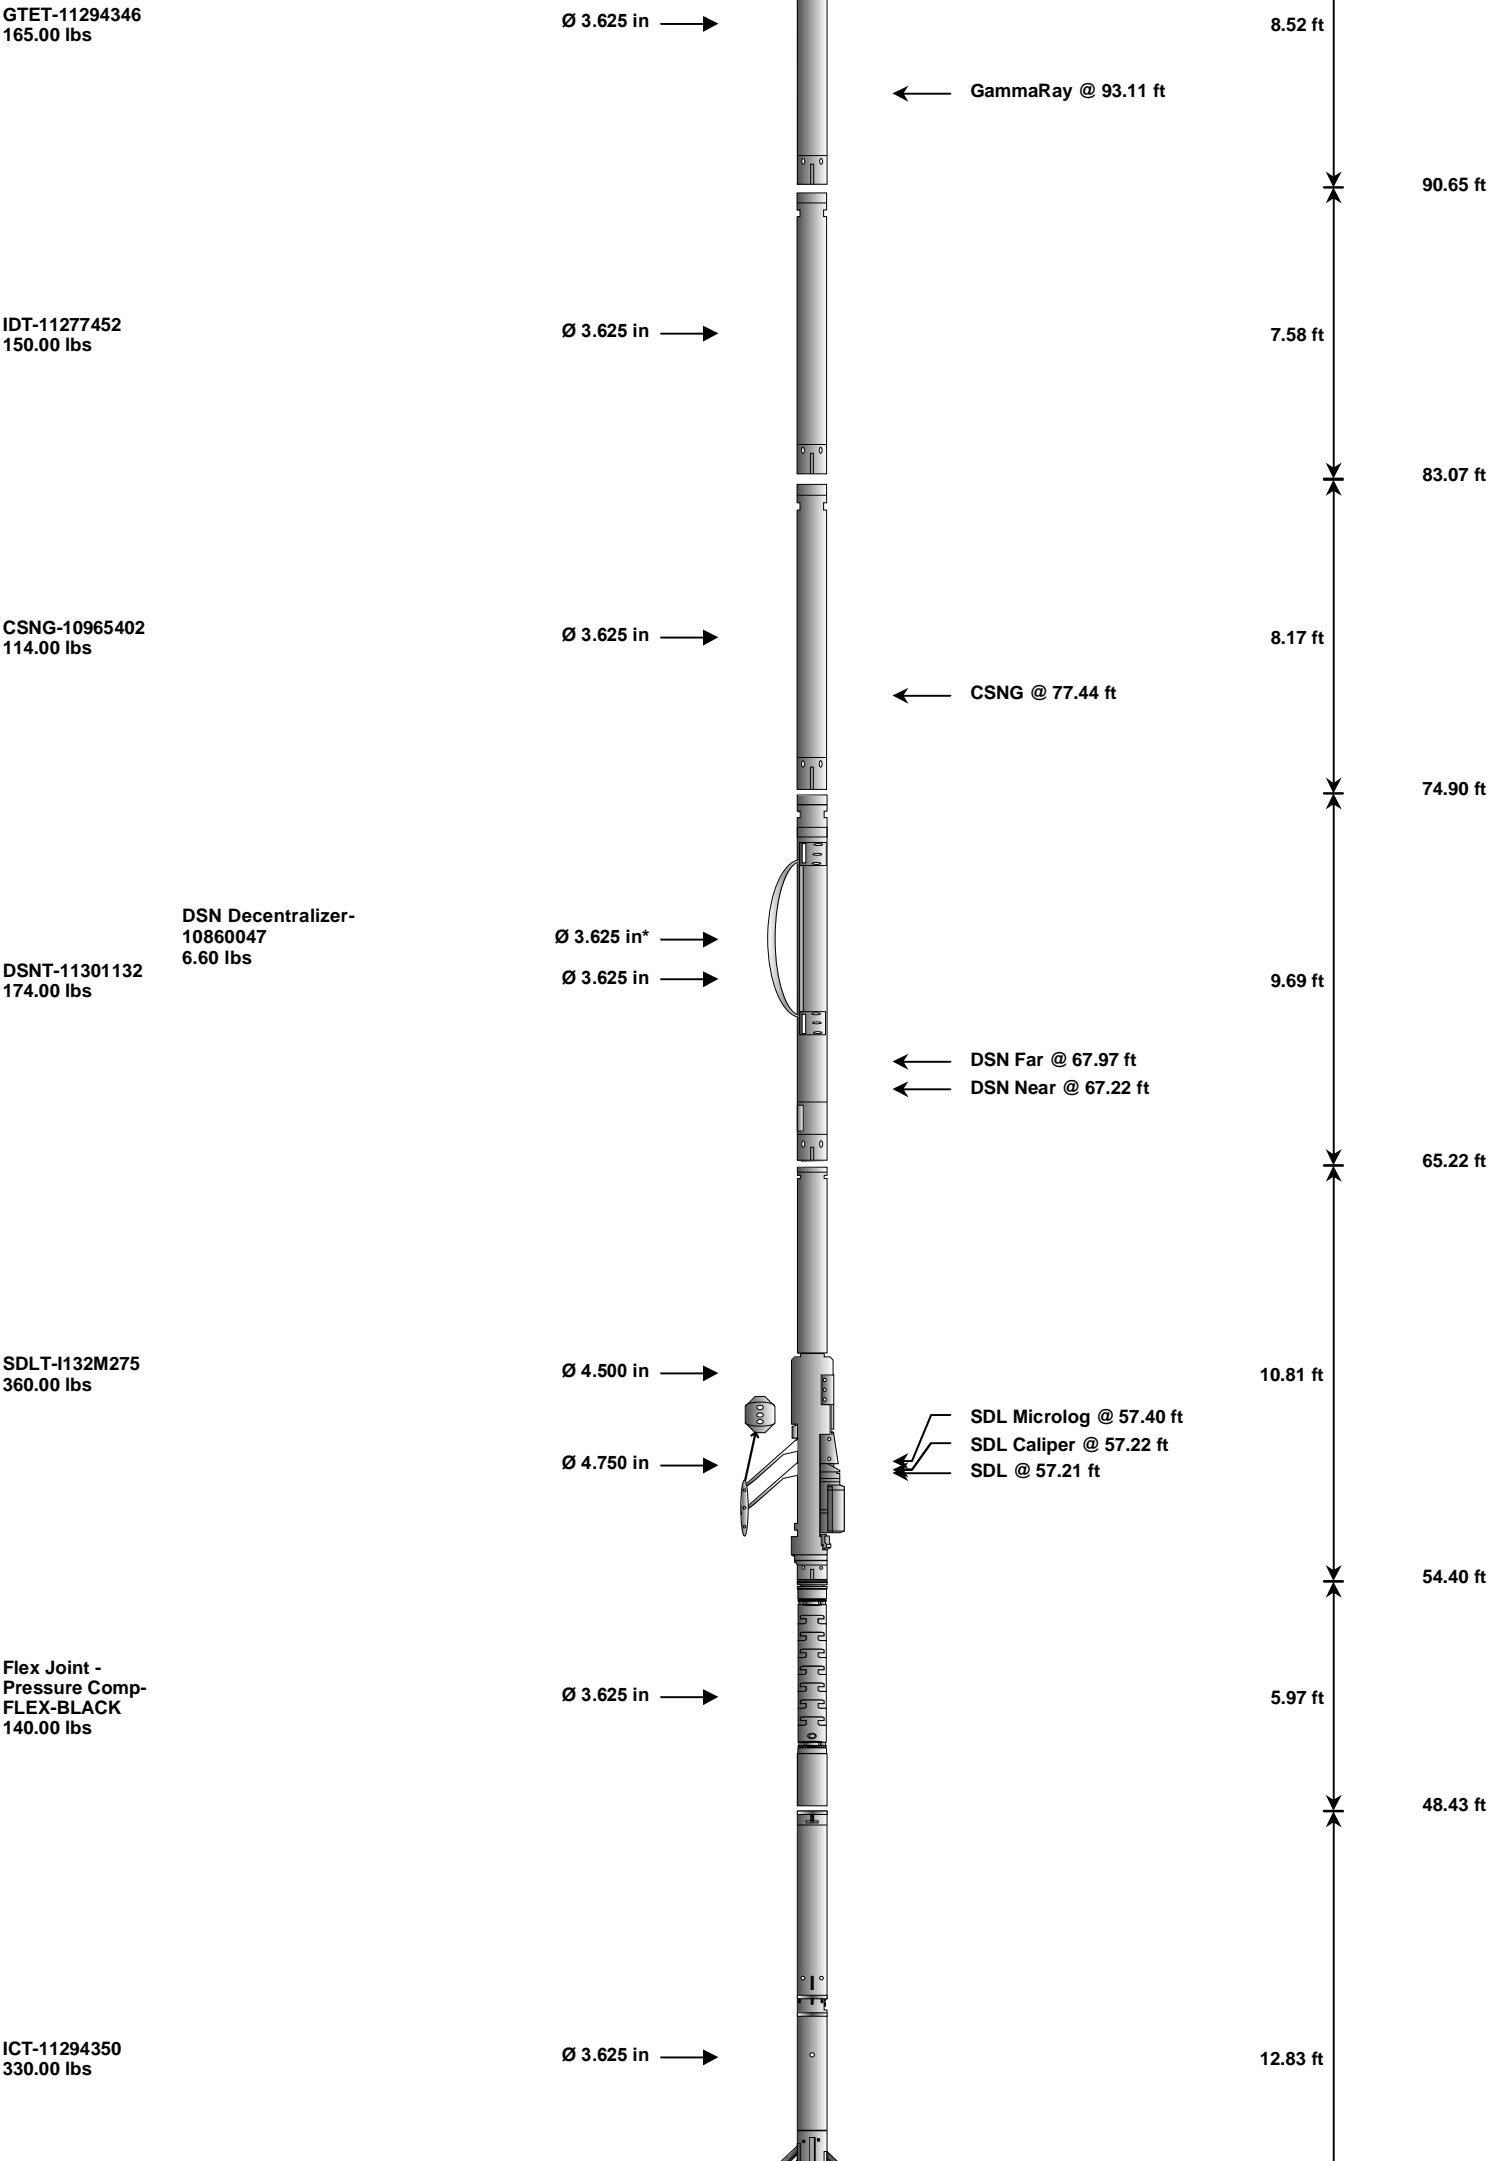 GTET-11294346
165.00 lbs
Ø 3.625 in
8.52 ft
GammaRay @ 93.11 ft
90.65 ft
IDT-11277452
150.00 lbs
Ø 3.625 in
7.58 ft
83.07 ft
CSNG-10965402
114.00 lbs
Ø 3.625 in
8.17 ft
CSNG @ 77.44 ft
74.90 ft
DSN Decentralizer-
10860047
6.60 lbs
Ø 3.625 in*
DSNT-11301132
174.00 lbs
Ø 3.625 in
9.69 ft
DSN Far @ 67.97 ft
DSN Near @ 67.22 ft
65.22 ft
SDLT-I132M275
360.00 lbs
Ø 4.500 in
10.81 ft
SDL Microlog @ 57.40 ft
SDL Caliper @ 57.22 ft
Ø 4.750 in
SDL @ 57.21 ft
54.40 ft
Flex Joint -
Pressure Comp-
FLEX-BLACK
140.00 lbs
Ø 3.625 in
5.97 ft
48.43 ft
ICT-11294350
330.00 lbs
Ø 3.625 in
12.83 ft